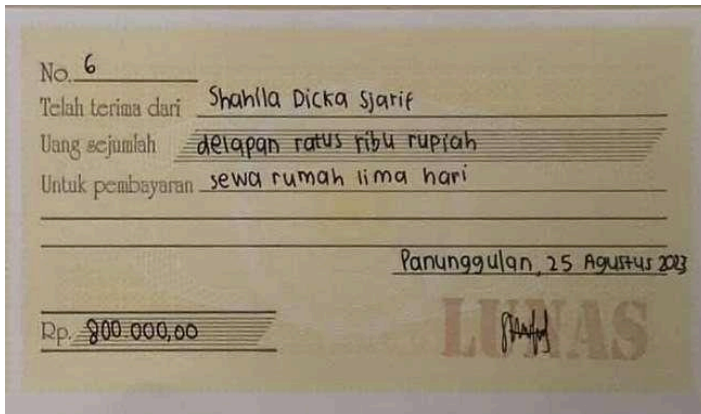 No. 6
Telah terima dari Shahila Dicka Sjarif
Uang sejumlah delapan ratus ribu rupiah
Untuk pembayaran sewa rumah lima hari
Panunggulan, 25 Agustus 2023
Rp. 800.000,00
LUNAS